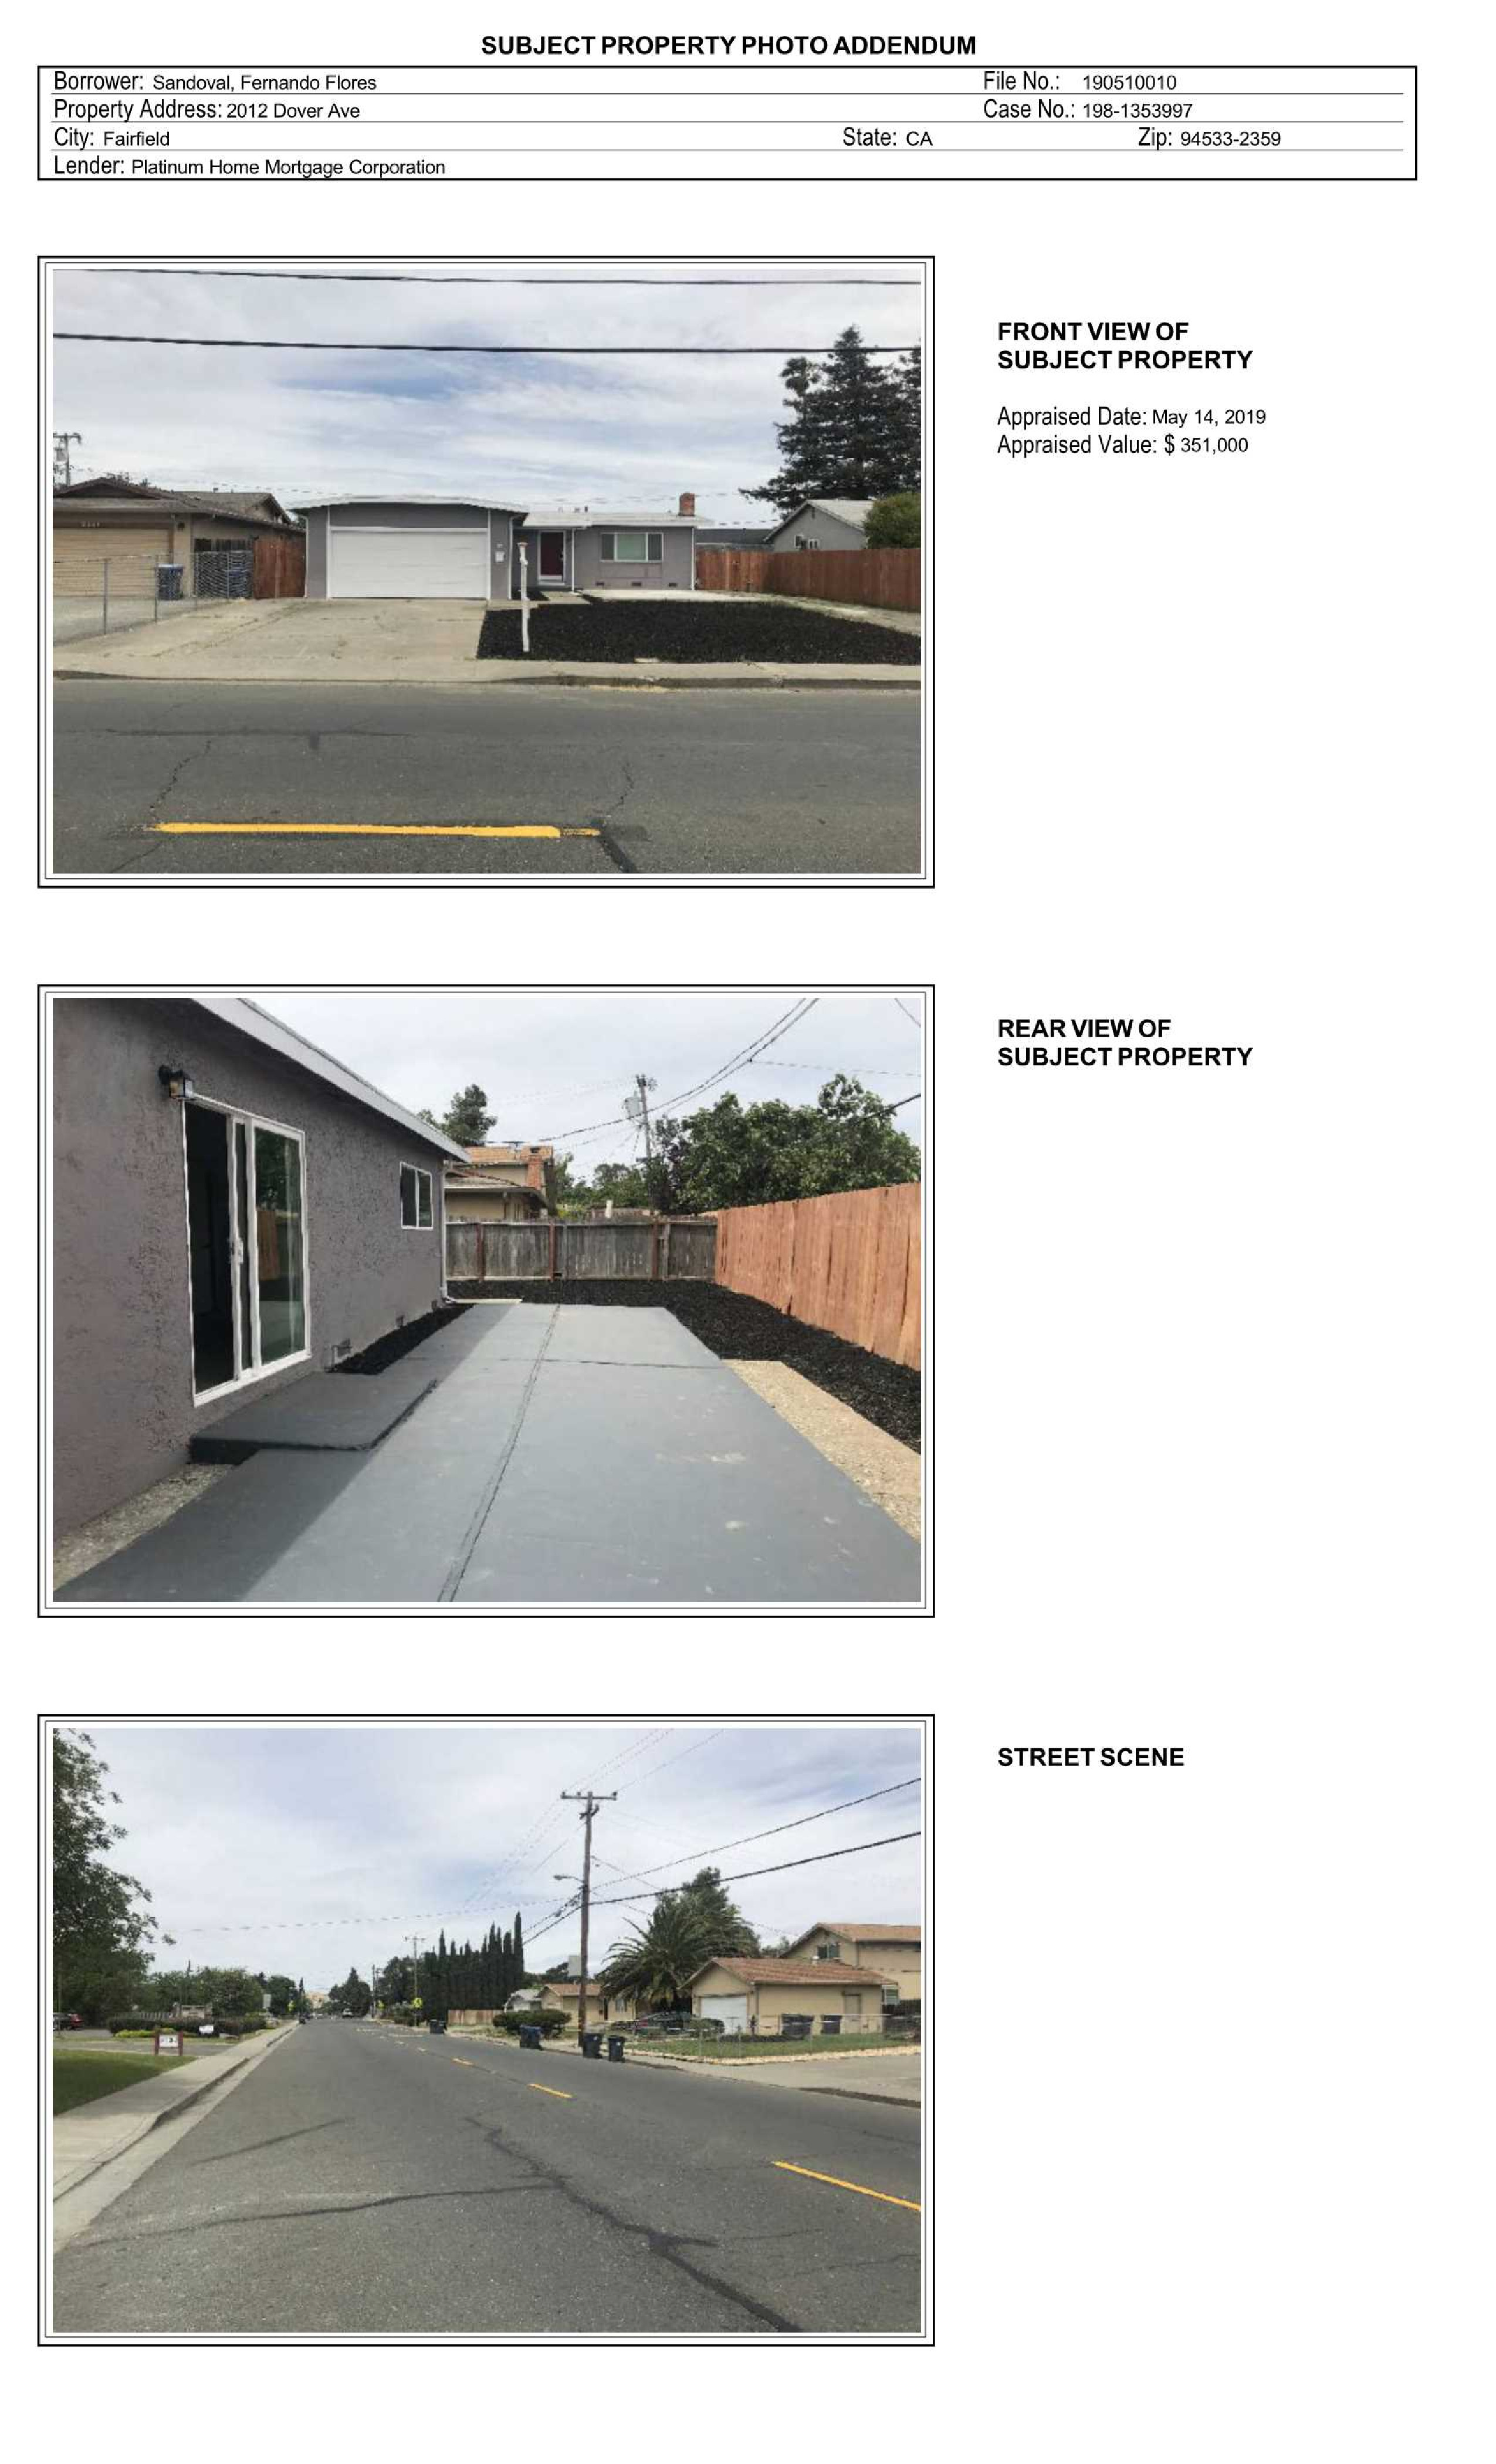 SUBJECT PROPERTY PHOTO ADDENDUM
Borrower: Sandoval, Fernando Flores File No.: 190510010
Property Address: 2012 Dover Ave Case No.: 198-1353997
City: Fairfield State: CA Zip: 94533-2359
Lender: Platinum Home Mortgage Corporation
FRONT VIEW OF
SUBJECT PROPERTY
Appraised Date: May 14, 2019
Appraised Value: $ 351,000
REAR VIEW OF
SUBJECT PROPERTY
STREET SCENE